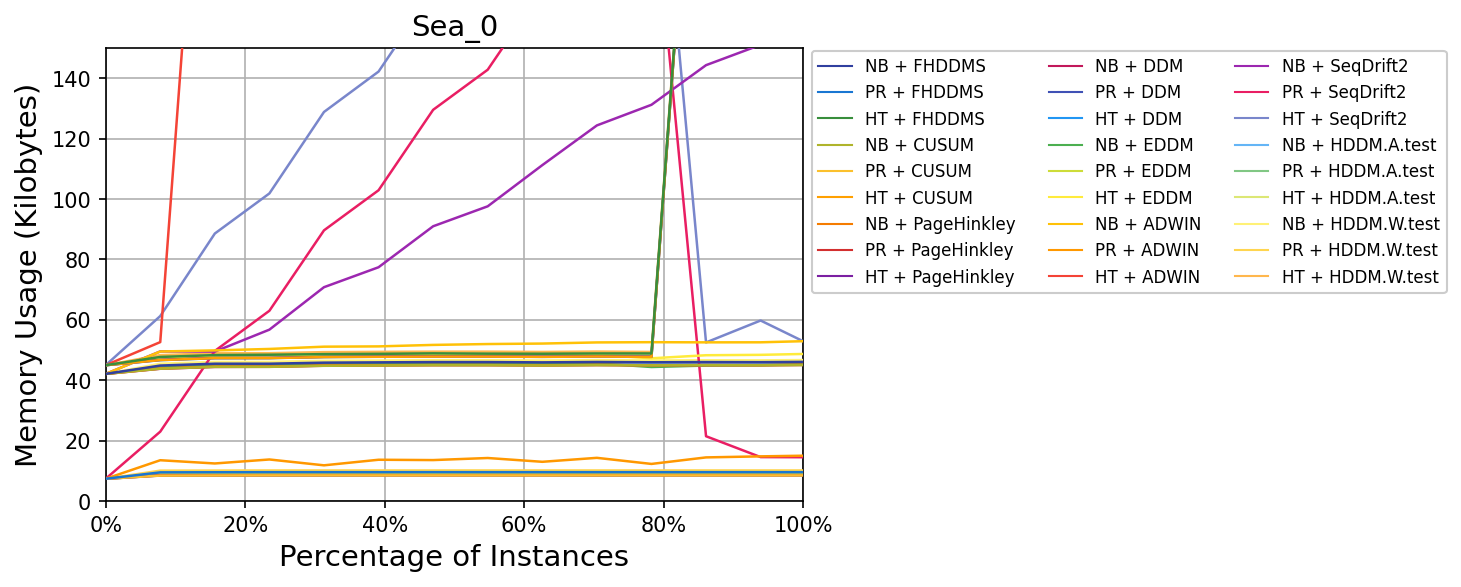 Sea_0
Memory Usage (Kilobytes)
140
120
100
80
60
40
20
0
0% 20% 40% 60% 80% 100%
Percentage of Instances
NB + FHDDMS
PR + FHDDMS
HT + FHDDMS
NB + CUSUM
PR + CUSUM
HT + CUSUM
NB + PageHinkley
PR + PageHinkley
HT + PageHinkley
NB + DDM
PR + DDM
HT + DDM
NB + EDDM
PR + EDDM
HT + EDDM
NB + ADWIN
PR + ADWIN
HT + ADWIN
NB + SeqDrift2
PR + SeqDrift2
HT + SeqDrift2
NB + HDDM.A.test
PR + HDDM.A.test
HT + HDDM.A.test
NB + HDDM.W.test
PR + HDDM.W.test
HT + HDDM.W.test